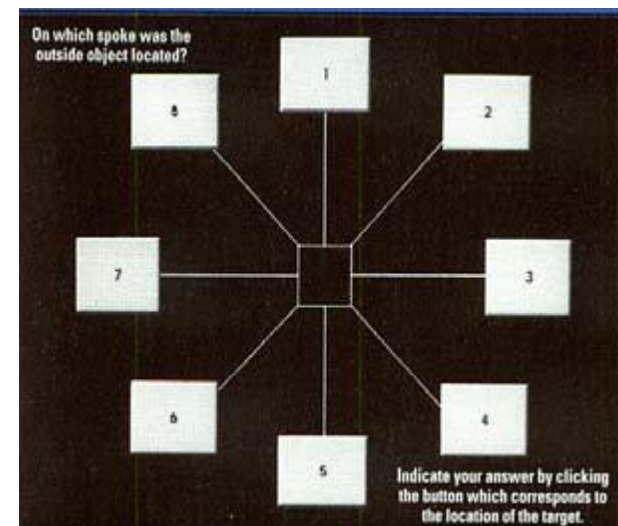 On which spoke was the
outside object located?
1
8
2
7
3
6
4
5
Indicate your answer by clicking
the button which corresponds to
the location of the target.